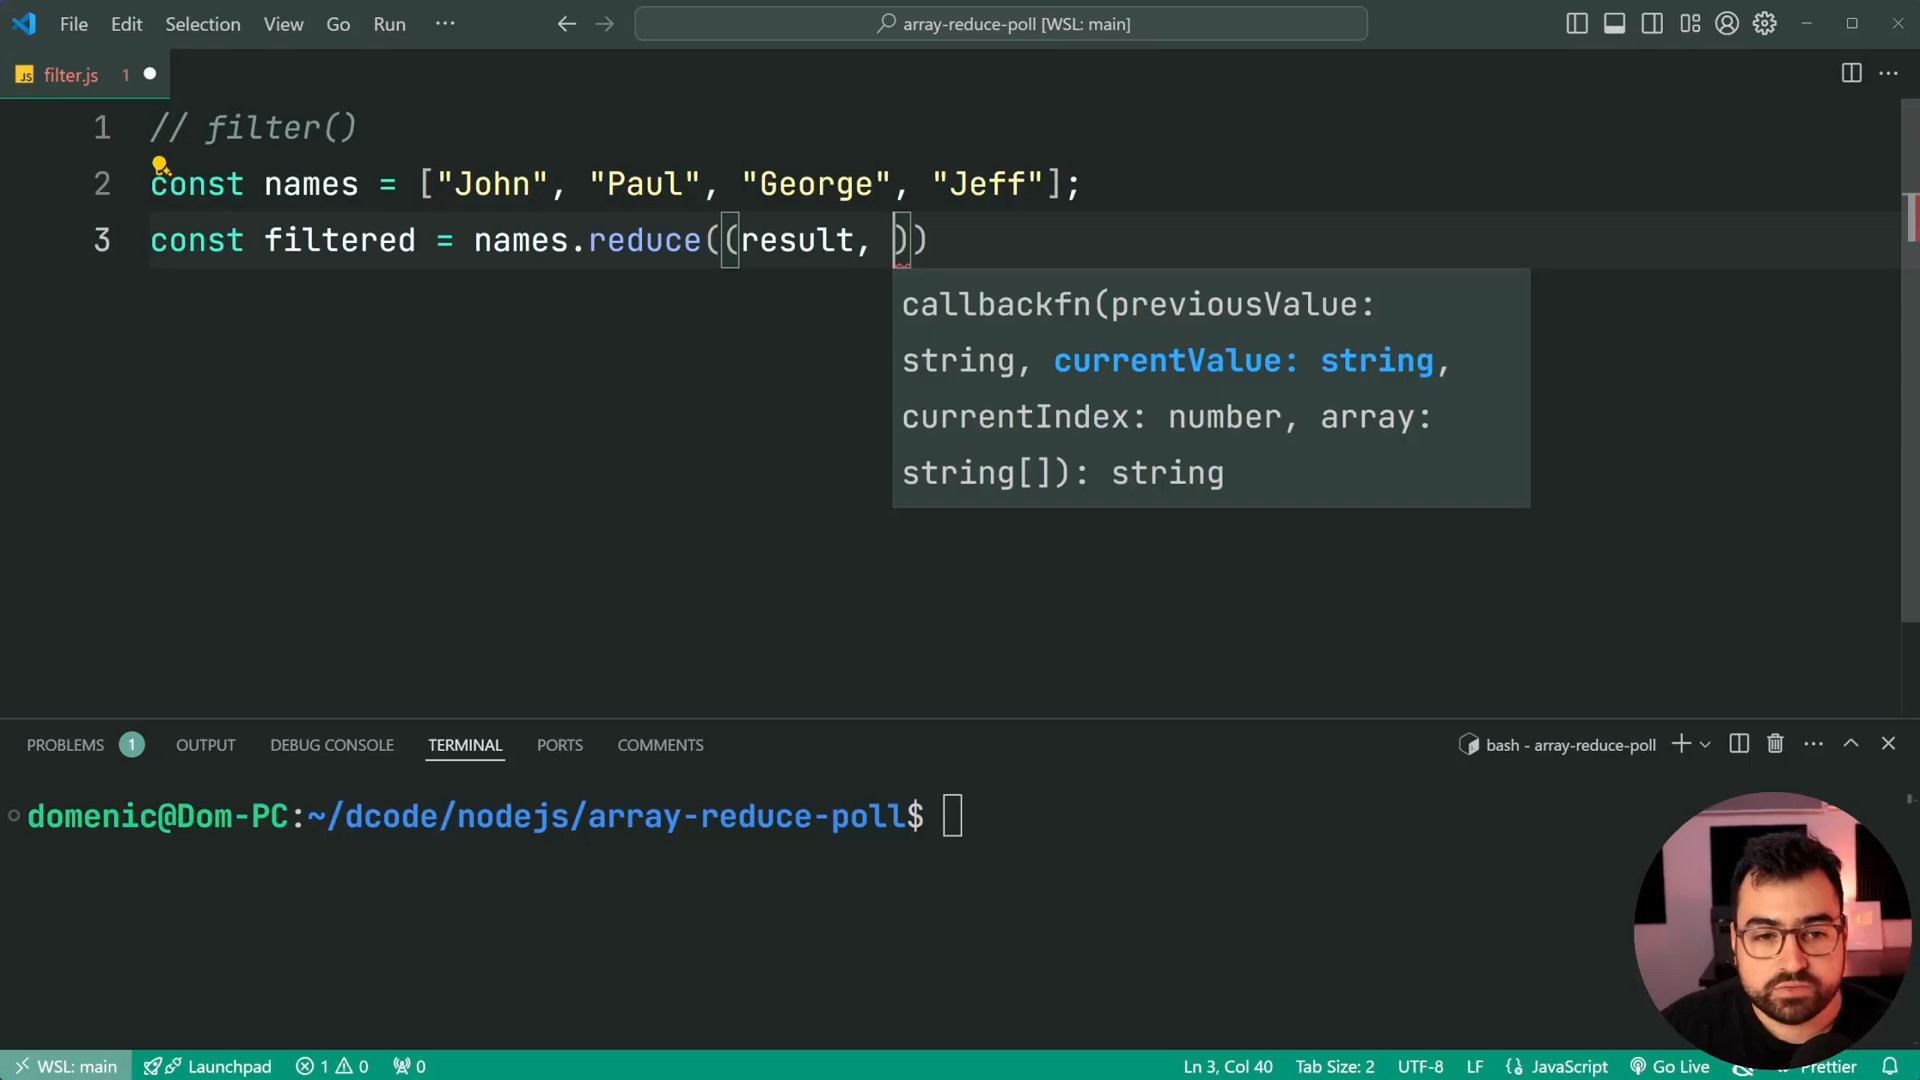 File Edit Selection View Go Run ··· array-reduce-poll [WSL: main]
JS filter.js 1
1 // filter()
2 const names = ["John", "Paul", "George", "Jeff"];
3 const filtered = names.reduce((result, ))
callbackfn(previousValue:
string, currentValue: string,
currentIndex: number, array:
string[]): string
PROBLEMS 1 OUTPUT DEBUG CONSOLE TERMINAL PORTS COMMENTS bash - array-reduce-poll
domenic@Dom-PC:~/dcode/nodejs/array-reduce-poll$
WSL: main Launchpad 1 0 0 Ln 3, Col 40 Tab Size: 2 UTF-8 LF {} JavaScript Go Live Prettier